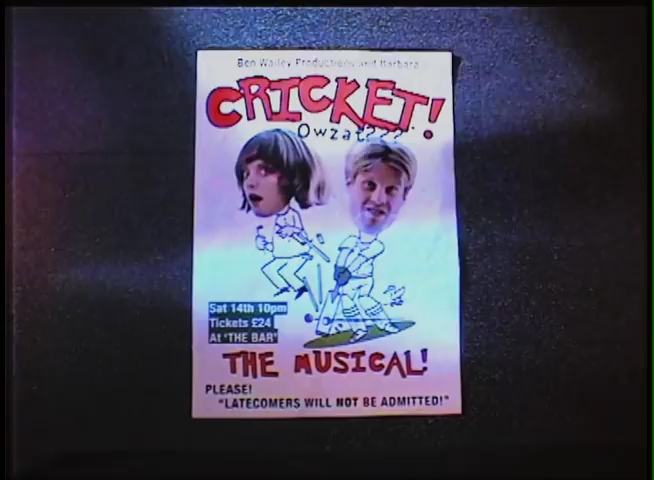 Ben Wailey Productions and Barbara
CRICKET!
Owzat???
Sat 14th 10pm
Tickets £24
At 'THE BAR'
THE MUSICAL!
PLEASE!
"LATECOMERS WILL NOT BE ADMITTED!"